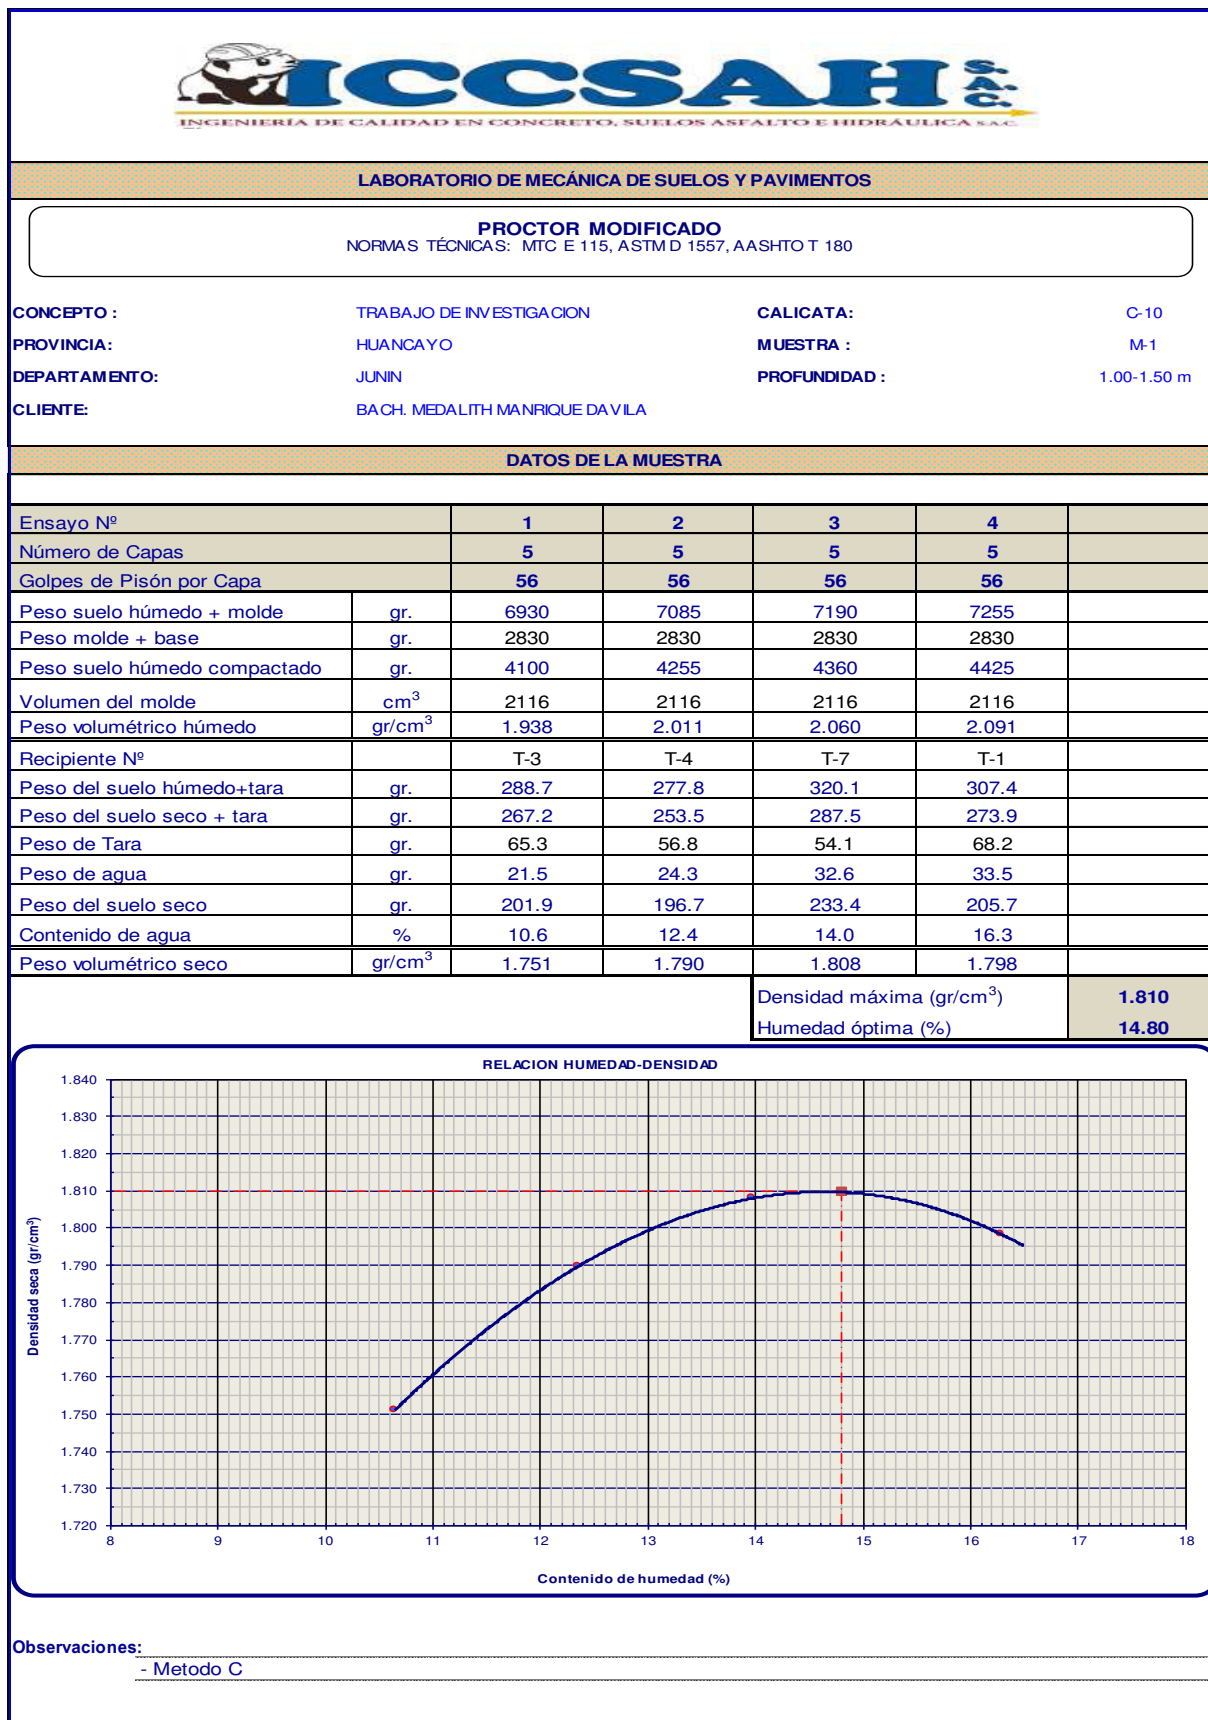 ICCSAH S.A.C.
INGENIERÍA DE CALIDAD EN CONCRETO, SUELOS ASFALTO E HIDRÁULICA S.A.C.
LABORATORIO DE MECÁNICA DE SUELOS Y PAVIMENTOS
PROCTOR MODIFICADO
NORMAS TÉCNICAS: MTC E 115, ASTM D 1557, AASHTO T 180
CONCEPTO : TRABAJO DE INVESTIGACION CALICATA: C-10
PROVINCIA: HUANCAYO MUESTRA : M-1
DEPARTAMENTO: JUNIN PROFUNDIDAD : 1.00-1.50 m
CLIENTE: BACH. MEDALITH MANRIQUE DAVILA
DATOS DE LA MUESTRA
Ensayo Nº 1 2 3 4
Número de Capas 5 5 5 5
Golpes de Pisón por Capa 56 56 56 56
Peso suelo húmedo + molde gr. 6930 7085 7190 7255
Peso molde + base gr. 2830 2830 2830 2830
Peso suelo húmedo compactado gr. 4100 4255 4360 4425
Volumen del molde cm³ 2116 2116 2116 2116
Peso volumétrico húmedo gr/cm³ 1.938 2.011 2.060 2.091
Recipiente Nº T-3 T-4 T-7 T-1
Peso del suelo húmedo+tara gr. 288.7 277.8 320.1 307.4
Peso del suelo seco + tara gr. 267.2 253.5 287.5 273.9
Peso de Tara gr. 65.3 56.8 54.1 68.2
Peso de agua gr. 21.5 24.3 32.6 33.5
Peso del suelo seco gr. 201.9 196.7 233.4 205.7
Contenido de agua % 10.6 12.4 14.0 16.3
Peso volumétrico seco gr/cm³ 1.751 1.790 1.808 1.798
Densidad máxima (gr/cm³) 1.810
Humedad óptima (%) 14.80
RELACION HUMEDAD-DENSIDAD
Densidad seca (gr/cm³)
1.840
1.830
1.820
1.810
1.800
1.790
1.780
1.770
1.760
1.750
1.740
1.730
1.720
8 9 10 11 12 13 14 15 16 17 18
Contenido de humedad (%)
Observaciones:
- Metodo C